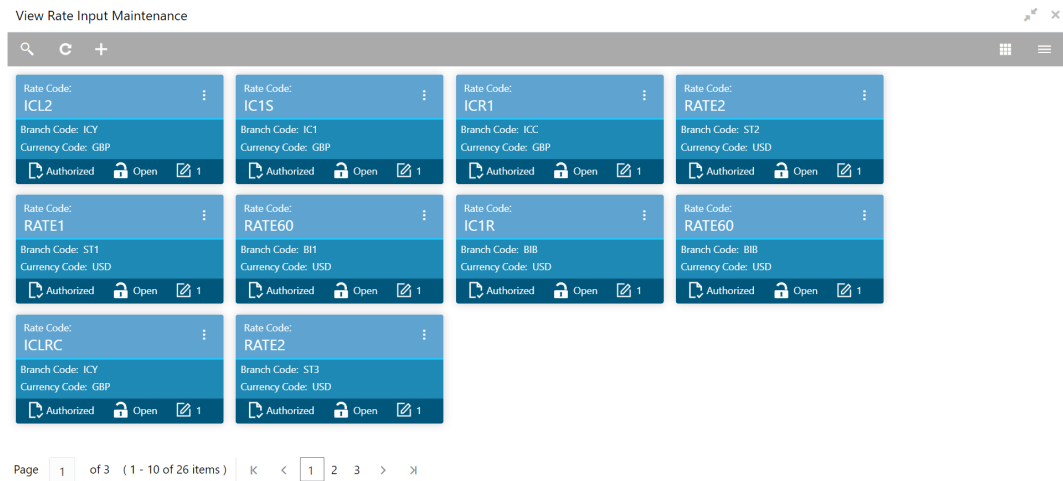 View Rate Input Maintenance
Rate Code:
ICL2
Branch Code: ICY
Currency Code: GBP
Authorized Open 1
Rate Code:
IC1S
Branch Code: IC1
Currency Code: GBP
Authorized Open 1
Rate Code:
ICR1
Branch Code: ICC
Currency Code: GBP
Authorized Open 1
Rate Code:
RATE2
Branch Code: ST2
Currency Code: USD
Authorized Open 1
Rate Code:
RATE1
Branch Code: ST1
Currency Code: USD
Authorized Open 1
Rate Code:
RATE60
Branch Code: BI1
Currency Code: USD
Authorized Open 1
Rate Code:
IC1R
Branch Code: BIB
Currency Code: USD
Authorized Open 1
Rate Code:
RATE60
Branch Code: BIB
Currency Code: USD
Authorized Open 1
Rate Code:
ICLRC
Branch Code: ICY
Currency Code: GBP
Authorized Open 1
Rate Code:
RATE2
Branch Code: ST3
Currency Code: USD
Authorized Open 1
Page 1 of 3 ( 1 - 10 of 26 items ) 1 2 3